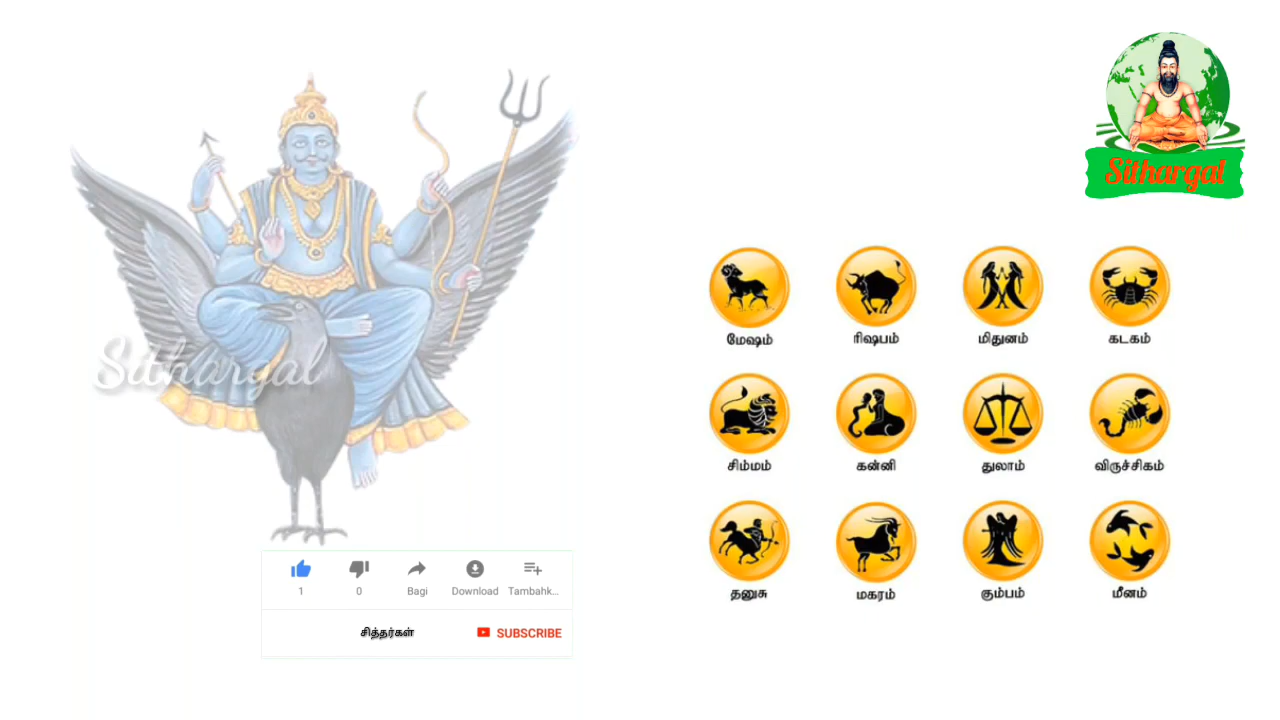 Sithargal
மேஷம்
ரிஷபம்
மிதுனம்
கடகம்
Sithargal
சிம்மம்
கன்னி
துலாம்
விருச்சிகம்
தனுசு
மகரம்
கும்பம்
மீனம்
1
0
Bagi
Download
Tambahk...
சித்தர்கள்
SUBSCRIBE